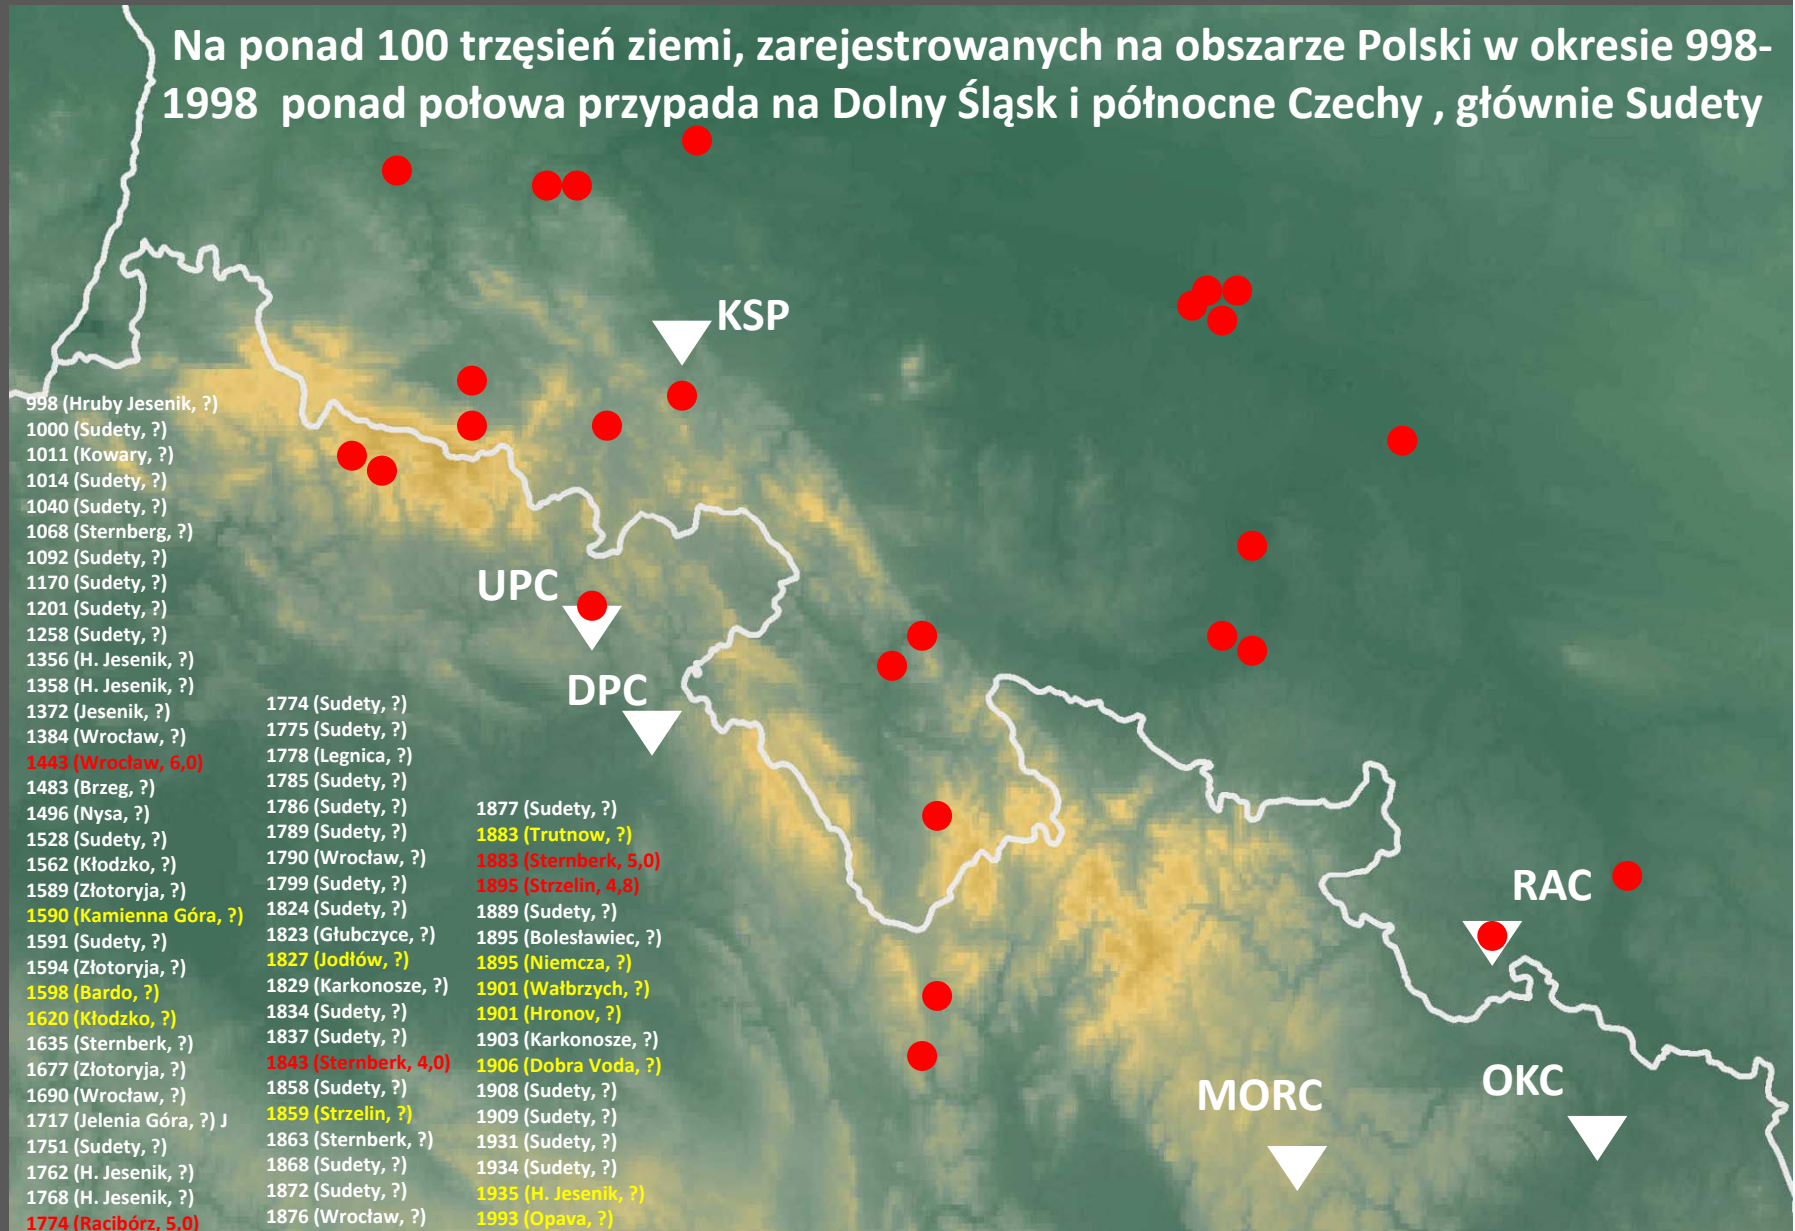 Na ponad 100 trzęsień ziemi, zarejestrowanych na obszarze Polski w okresie 998-
1998 ponad połowa przypada na Dolny Śląsk i północne Czechy , głównie Sudety
KSP
UPC
DPC
RAC
MORC
OKC
998 (Hruby Jesenik, ?)
1000 (Sudety, ?)
1011 (Kowary, ?)
1014 (Sudety, ?)
1040 (Sudety, ?)
1068 (Sternberg, ?)
1092 (Sudety, ?)
1170 (Sudety, ?)
1201 (Sudety, ?)
1258 (Sudety, ?)
1356 (H. Jesenik, ?)
1358 (H. Jesenik, ?)
1372 (Jesenik, ?)
1384 (Wrocław, ?)
1443 (Wrocław, 6,0)
1483 (Brzeg, ?)
1496 (Nysa, ?)
1528 (Sudety, ?)
1562 (Kłodzko, ?)
1589 (Złotoryja, ?)
1590 (Kamienna Góra, ?)
1591 (Sudety, ?)
1594 (Złotoryja, ?)
1598 (Bardo, ?)
1620 (Kłodzko, ?)
1635 (Sternberk, ?)
1677 (Złotoryja, ?)
1690 (Wrocław, ?)
1717 (Jelenia Góra, ?) J
1751 (Sudety, ?)
1762 (H. Jesenik, ?)
1768 (H. Jesenik, ?)
1774 (Racibórz, 5,0)
1774 (Sudety, ?)
1775 (Sudety, ?)
1778 (Legnica, ?)
1785 (Sudety, ?)
1786 (Sudety, ?)
1789 (Sudety, ?)
1790 (Wrocław, ?)
1799 (Sudety, ?)
1824 (Sudety, ?)
1823 (Głubczyce, ?)
1827 (Jodłów, ?)
1829 (Karkonosze, ?)
1834 (Sudety, ?)
1837 (Sudety, ?)
1843 (Sternberk, 4,0)
1858 (Sudety, ?)
1859 (Strzelin, ?)
1863 (Sternberk, ?)
1868 (Sudety, ?)
1872 (Sudety, ?)
1876 (Wrocław, ?)
1877 (Sudety, ?)
1883 (Trutnow, ?)
1883 (Sternberk, 5,0)
1895 (Strzelin, 4,8)
1889 (Sudety, ?)
1895 (Bolesławiec, ?)
1895 (Niemcza, ?)
1901 (Wałbrzych, ?)
1901 (Hronov, ?)
1903 (Karkonosze, ?)
1906 (Dobra Voda, ?)
1908 (Sudety, ?)
1909 (Sudety, ?)
1931 (Sudety, ?)
1934 (Sudety, ?)
1935 (H. Jesenik, ?)
1993 (Opava, ?)